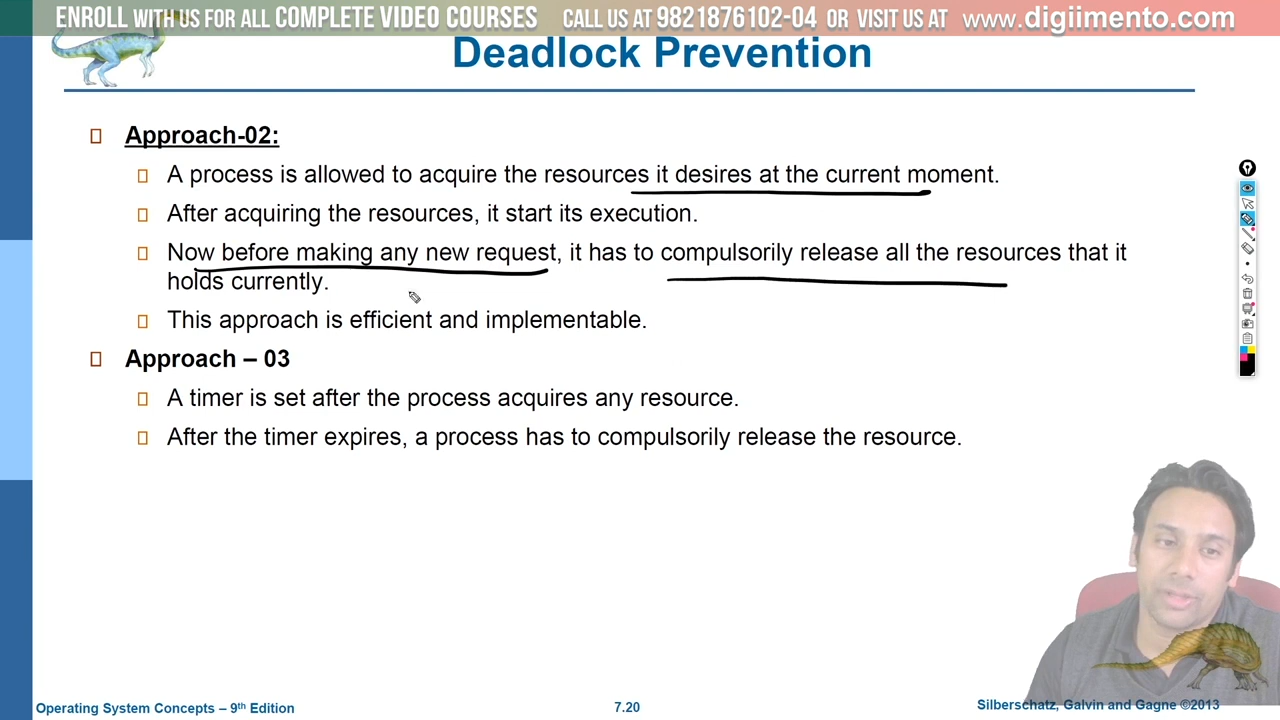 ENROLL WITH US FOR ALL COMPLETE VIDEO COURSES CALL US AT 9821876102-04 OR VISIT US AT www.digiimento.com
Deadlock Prevention
Approach-02:
A process is allowed to acquire the resources it desires at the current moment.
After acquiring the resources, it start its execution.
Now before making any new request, it has to compulsorily release all the resources that it
holds currently.
This approach is efficient and implementable.
Approach – 03
A timer is set after the process acquires any resource.
After the timer expires, a process has to compulsorily release the resource.
Operating System Concepts – 9th Edition 7.20 Silberschatz, Galvin and Gagne ©2013